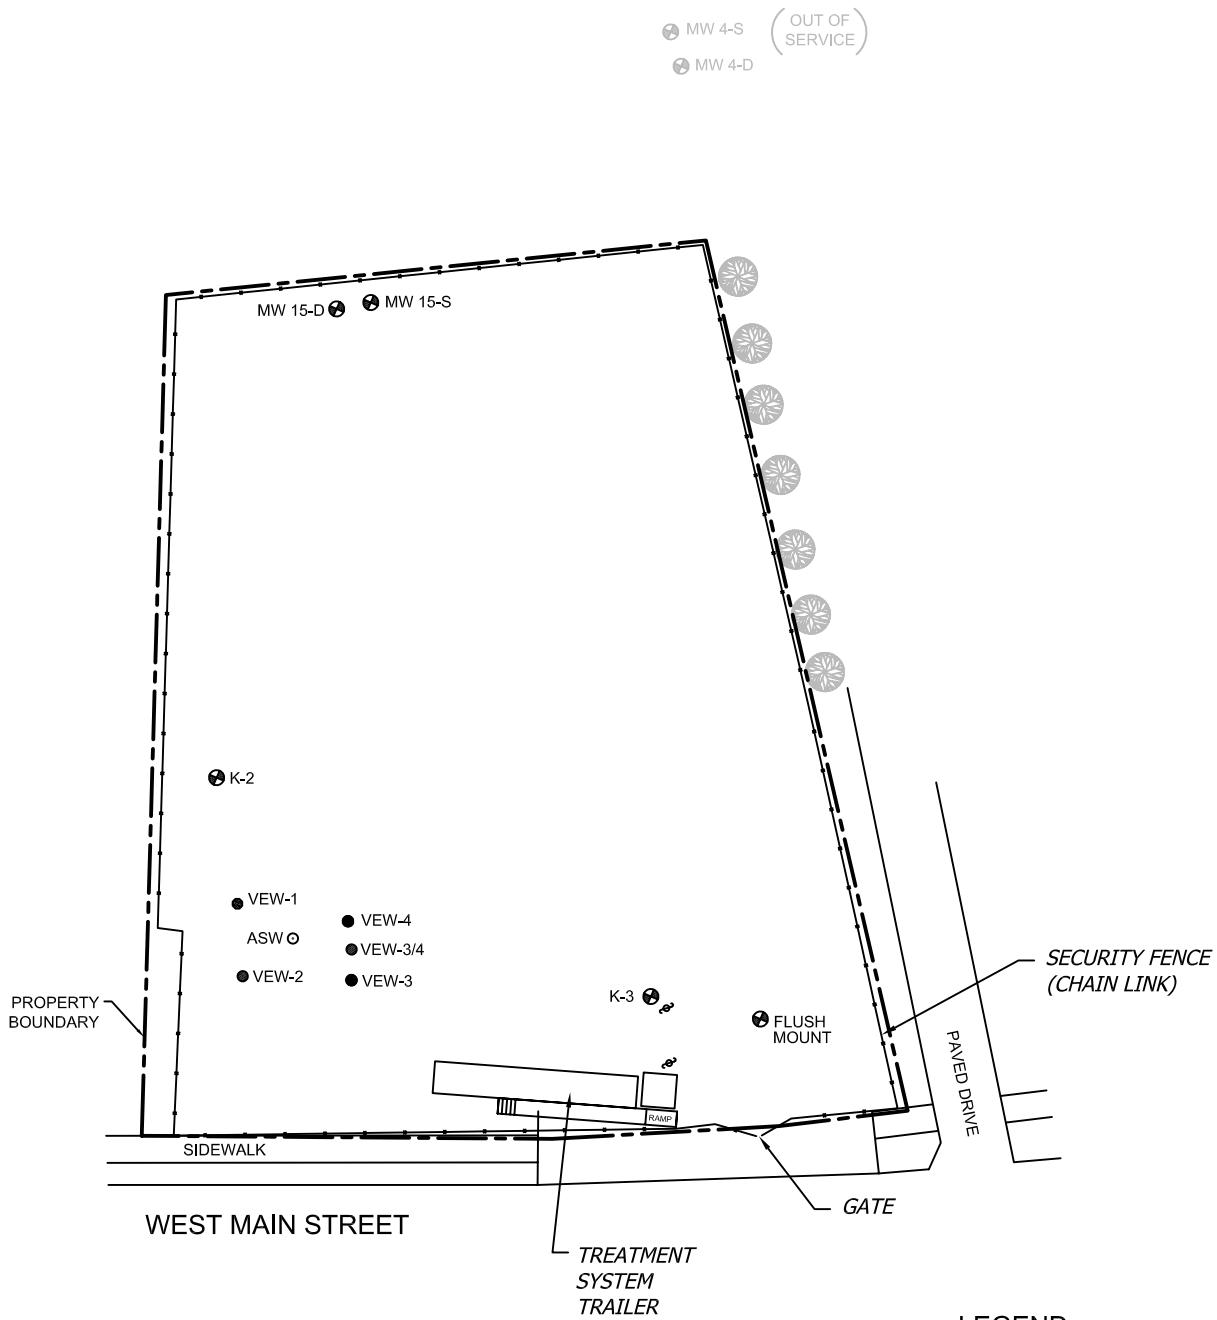 MW 4-S
OUT OF
SERVICE
MW 4-D
MW 15-D
MW 15-S
K-2
VEW-1
VEW-4
ASW
VEW-3/4
VEW-2
VEW-3
SECURITY FENCE
(CHAIN LINK)
PROPERTY
BOUNDARY
K-3
FLUSH
MOUNT
PAVED DRIVE
RAMP
SIDEWALK
GATE
WEST MAIN STREET
TREATMENT
SYSTEM
TRAILER
LEGEND